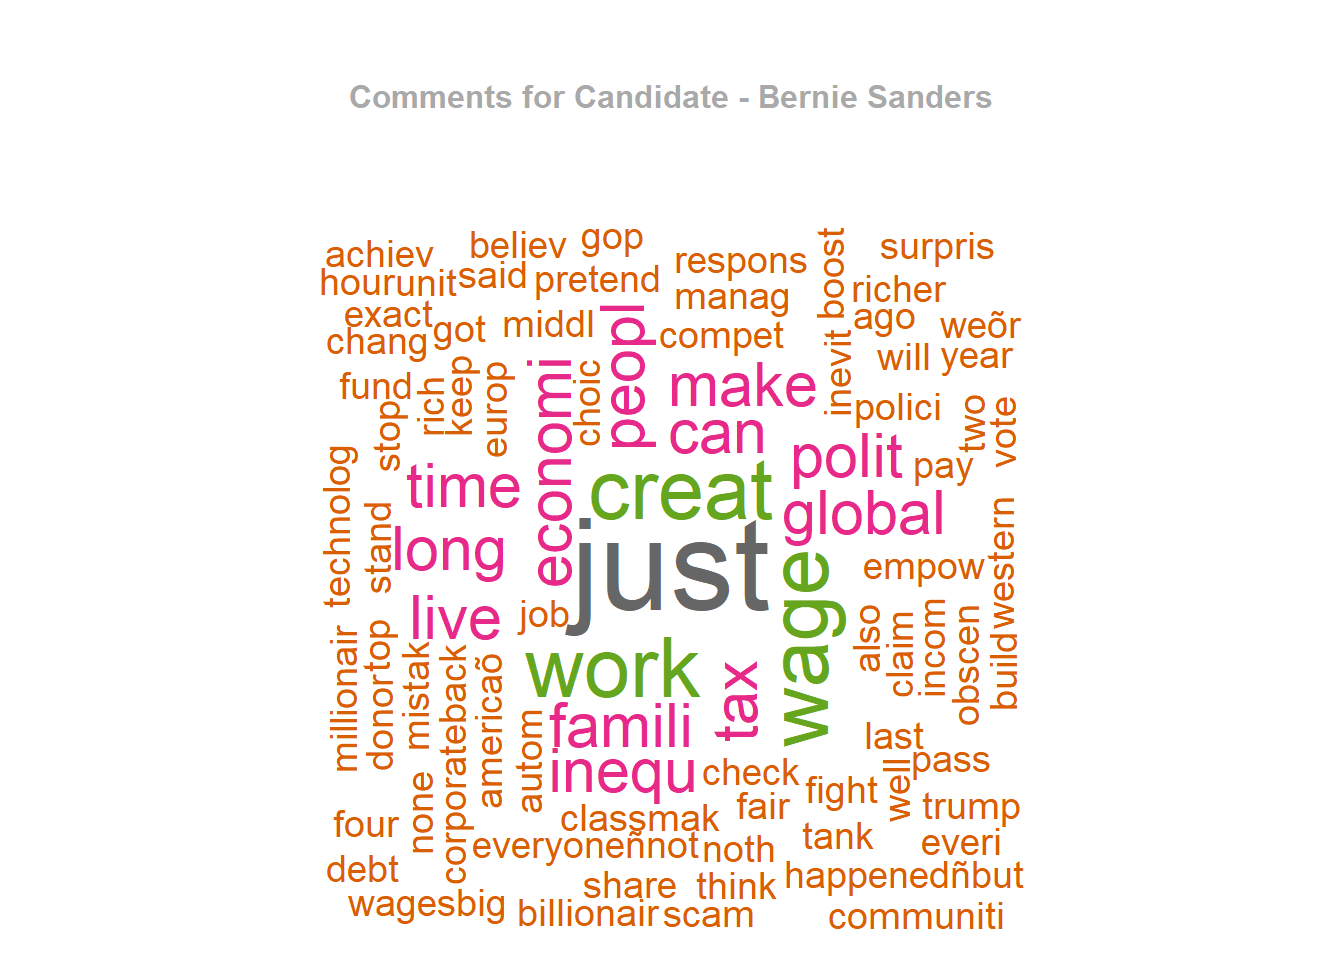 Comments for Candidate - Bernie Sanders
achiev
believ
gop
respons
boost
surpris
hourunit
said
pretend
manag
richer
exact
got
middl
peopl
compet
ago
weõr
chang
inevit
will
year
fund
rich
keep
europ
economi
choic
make
polici
two
vote
stop
can
polit
pay
time
creat
global
technolog
stand
long
just
wage
empow
western
live
job
also
claim
incom
obscen
build
millionair
donortop
mistak
corporateback
americaõ
work
tax
autom
famili
last
inequ
check
well
pass
none
fair
fight
trump
four
classmak
tank
everi
everyoneñnot
noth
debt
share
think
happenedñbut
wagesbig
billionair
scam
communiti